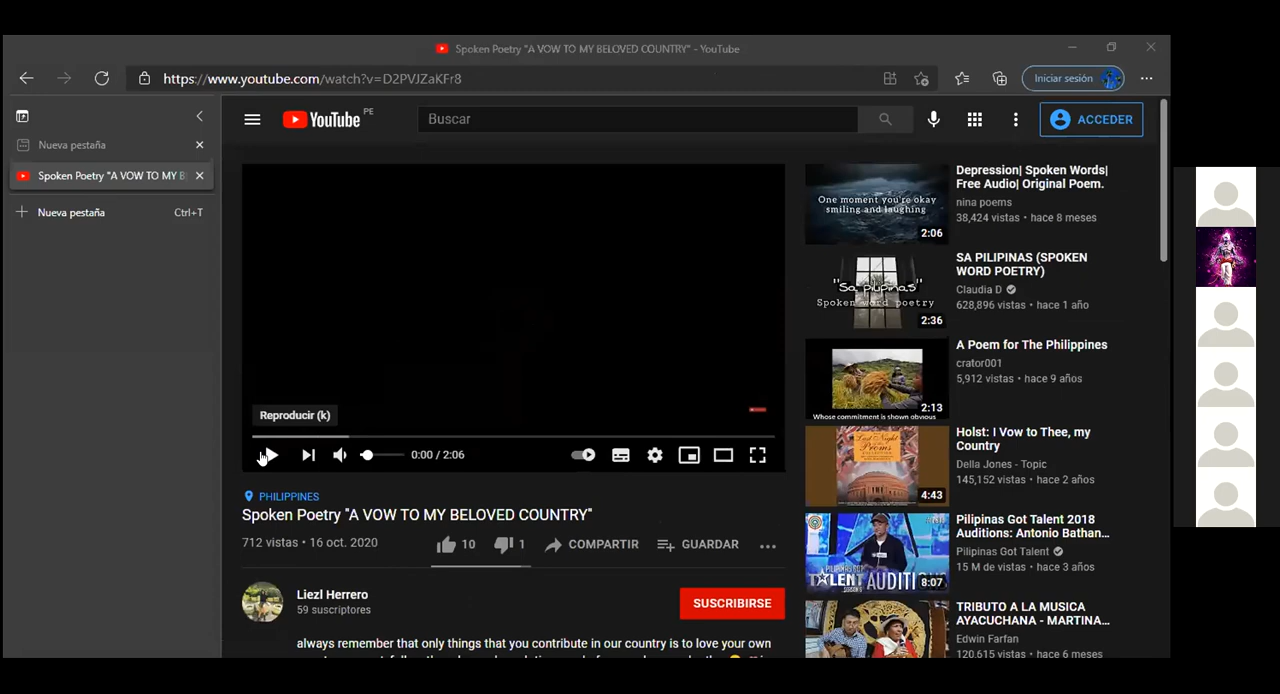 Spoken Poetry "A VOW TO MY BELOVED COUNTRY" - YouTube
https://www.youtube.com/watch?v=D2PVJZaKFr8
Iniciar sesión
Nueva pestaña
Spoken Poetry "A VOW TO MY B
Nueva pestaña Ctrl+T
YouTube PE
Buscar
ACCEDER
Reproducir (k)
0:00 / 2:06
PHILIPPINES
Spoken Poetry "A VOW TO MY BELOVED COUNTRY"
712 vistas • 16 oct. 2020
10 1 COMPARTIR GUARDAR
Liezl Herrero
59 suscriptores
SUSCRIBIRSE
always remember that only things that you contribute in our country is to love your own
One moment you're okay
smiling and laughing
2:06
Depression| Spoken Words|
Free Audio| Original Poem.
nina poems
38,424 vistas • hace 8 meses
"Sa pilipinas"
Spoken word poetry
2:36
SA PILIPINAS (SPOKEN
WORD POETRY)
Claudia D
628,896 vistas • hace 1 año
2:13
Whose commitment is shown obvious
A Poem for The Philippines
crator001
5,912 vistas • hace 9 años
Last Night
of the
Proms
4:43
Holst: I Vow to Thee, my
Country
Della Jones - Topic
145,152 vistas • hace 2 años
PILIPINAS GOT
TALENT AUDITI
8:07
Pilipinas Got Talent 2018
Auditions: Antonio Bathan...
Pilipinas Got Talent
15 M de vistas • hace 3 años
TRIBUTO A LA MUSICA
AYACUCHANA - MARTINA...
Edwin Farfan
120,615 vistas • hace 6 meses